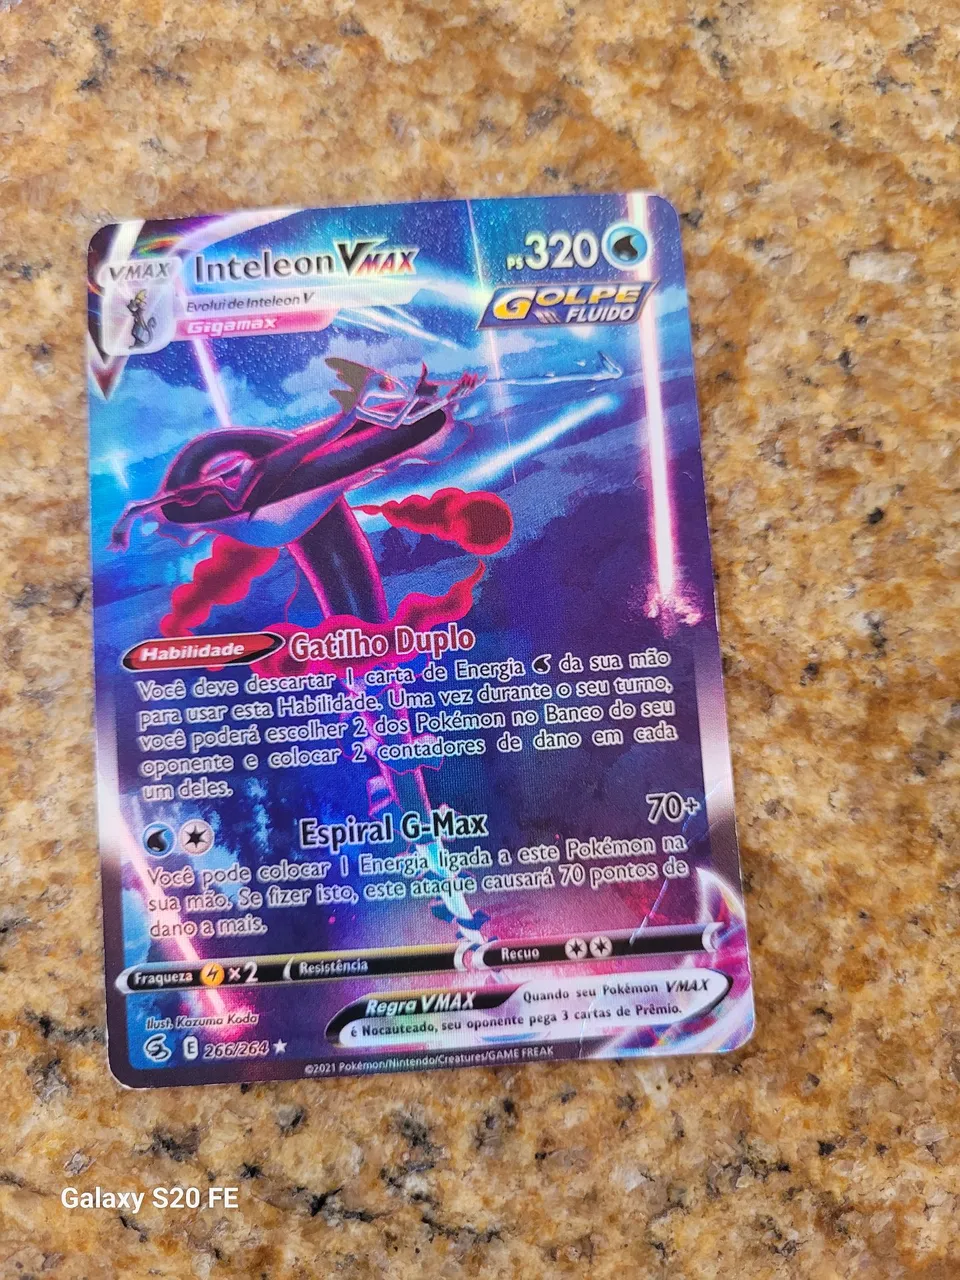 VMAX
Inteleon VMAX
PS 320
Evolui de Inteleon V
Gigamax
GOLPE FLUIDO
Habilidade Gatilho Duplo
Você deve descartar 1 carta de Energia da sua mão
para usar esta Habilidade. Uma vez durante o seu turno,
você poderá escolher 2 dos Pokémon no Banco do seu
oponente e colocar 2 contadores de dano em cada
um deles.
Espiral G-Max 70+
Você pode colocar 1 Energia ligada a este Pokémon na
sua mão. Se fizer isto, este ataque causará 70 pontos de
dano a mais.
Fraqueza ×2 Resistência Recuo
Regra VMAX Quando seu Pokémon VMAX
é Nocauteado, seu oponente pega 3 cartas de Prêmio.
Ilust. Kazuma Koda
E 266/264
©2021 Pokémon/Nintendo/Creatures/GAME FREAK
Galaxy S20 FE